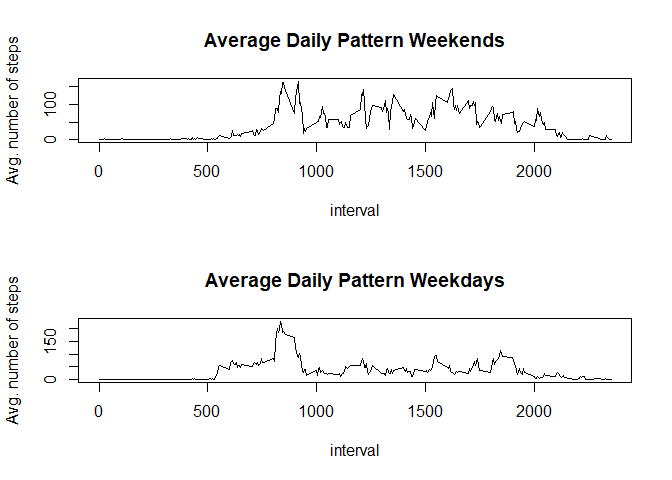 Average Daily Pattern Weekends
Avg. number of steps
100
0
0 500 1000 1500 2000
interval
Average Daily Pattern Weekdays
Avg. number of steps
150
0
0 500 1000 1500 2000
interval